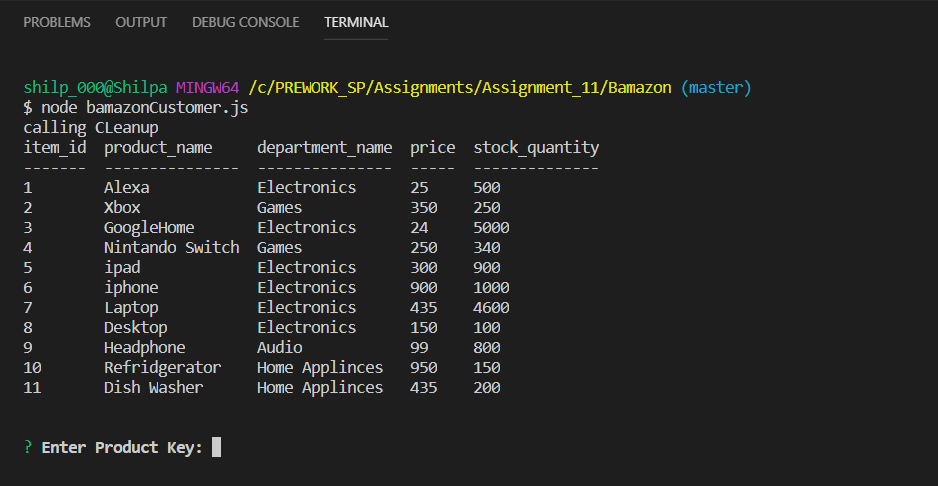 PROBLEMS OUTPUT DEBUG CONSOLE TERMINAL
shilp_000@Shilpa MINGW64 /c/PREWORK_SP/Assignments/Assignment_11/Bamazon (master)
$ node bamazonCustomer.js
calling CLeanup
item_id  product_name     department_name  price  stock_quantity
-------  ---------------  ---------------  -----  --------------
1        Alexa            Electronics      25     500
2        Xbox             Games            350    250
3        GoogleHome       Electronics      24     5000
4        Nintando Switch  Games            250    340
5        ipad             Electronics      300    900
6        iphone           Electronics      900    1000
7        Laptop           Electronics      435    4600
8        Desktop          Electronics      150    100
9        Headphone        Audio            99     800
10       Refridgerator    Home Applinces   950    150
11       Dish Washer      Home Applinces   435    200
? Enter Product Key: